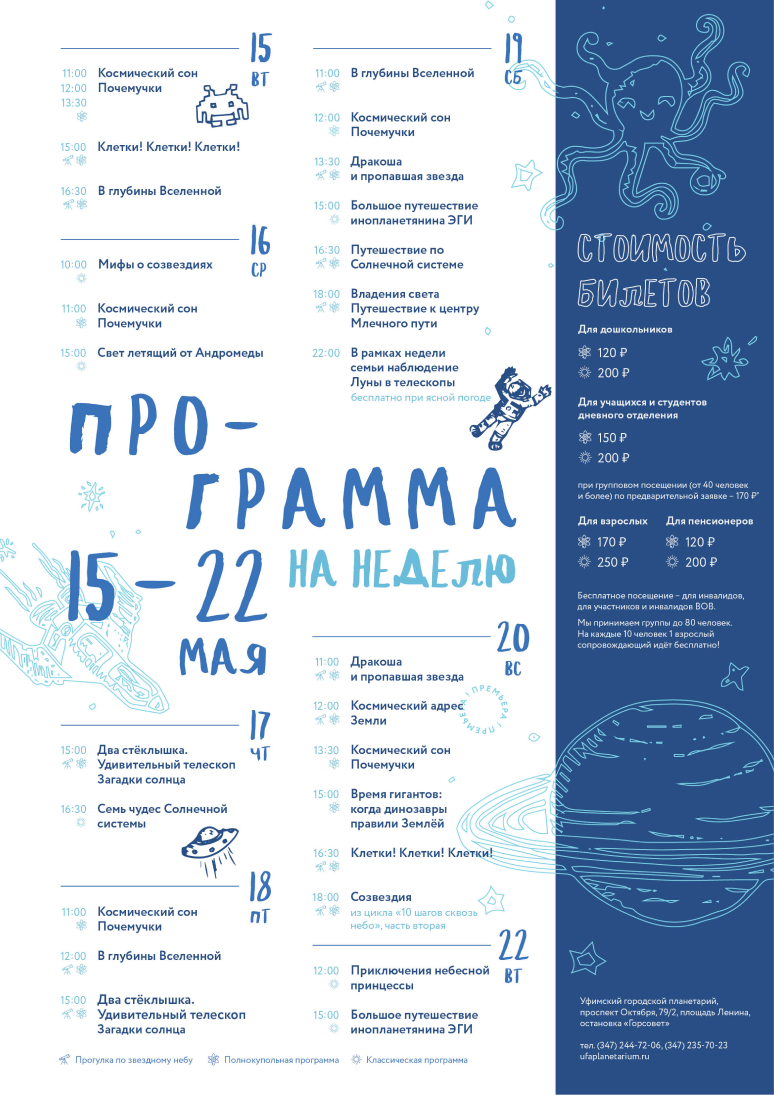 15
ВТ
11:00 Космический сон
12:00 Почемучки
13:30
15:00 Клетки! Клетки! Клетки!
16:30 В глубины Вселенной
16
СР
10:00 Мифы о созвездиях
11:00 Космический сон
Почемучки
15:00 Свет летящий от Андромеды
19
СБ
11:00 В глубины Вселенной
12:00 Космический сон
Почемучки
13:30 Дракоша
и пропавшая звезда
15:00 Большое путешествие
инопланетянина ЭГИ
16:30 Путешествие по
Солнечной системе
18:00 Владения света
Путешествие к центру
Млечного пути
22:00 В рамках недели
семьи наблюдение
Луны в телескопы
бесплатно при ясной погоде
ПРО-
ГРАММА
15 – 22 НА НЕДЕЛЮ
МАЯ
17
ЧТ
15:00 Два стёклышка.
Удивительный телескоп
Загадки солнца
16:30 Семь чудес Солнечной
системы
18
ПТ
11:00 Космический сон
Почемучки
12:00 В глубины Вселенной
15:00 Два стёклышка.
Удивительный телескоп
Загадки солнца
20
ВС
11:00 Дракоша
и пропавшая звезда
12:00 Космический адрес
Земли
ПРЕМЬЕРА! ПРЕМЬЕРА!
13:30 Космический сон
Почемучки
15:00 Время гигантов:
когда динозавры
правили Землёй
16:30 Клетки! Клетки! Клетки!
18:00 Созвездия
из цикла «10 шагов сквозь
небо», часть вторая
22
ВТ
12:00 Приключения небесной
принцессы
15:00 Большое путешествие
инопланетянина ЭГИ
Прогулка по звездному небу Полнокупольная программа Классическая программа
СТОИМОСТЬ
БИЛЕТОВ
Для дошкольников
120 ₽
200 ₽
Для учащихся и студентов
дневного отделения
150 ₽
200 ₽
при групповом посещении (от 40 человек
и более) по предварительной заявке – 170 ₽*
Для взрослых Для пенсионеров
170 ₽ 120 ₽
250 ₽ 200 ₽
Бесплатное посещение – для инвалидов,
для участников и инвалидов ВОВ.
Мы принимаем группы до 80 человек.
На каждые 10 человек 1 взрослый
сопровождающий идёт бесплатно!
Уфимский городской планетарий,
проспект Октября, 79/2, площадь Ленина,
остановка «Горсовет»
тел. (347) 244-72-06, (347) 235-70-23
ufaplanetarium.ru